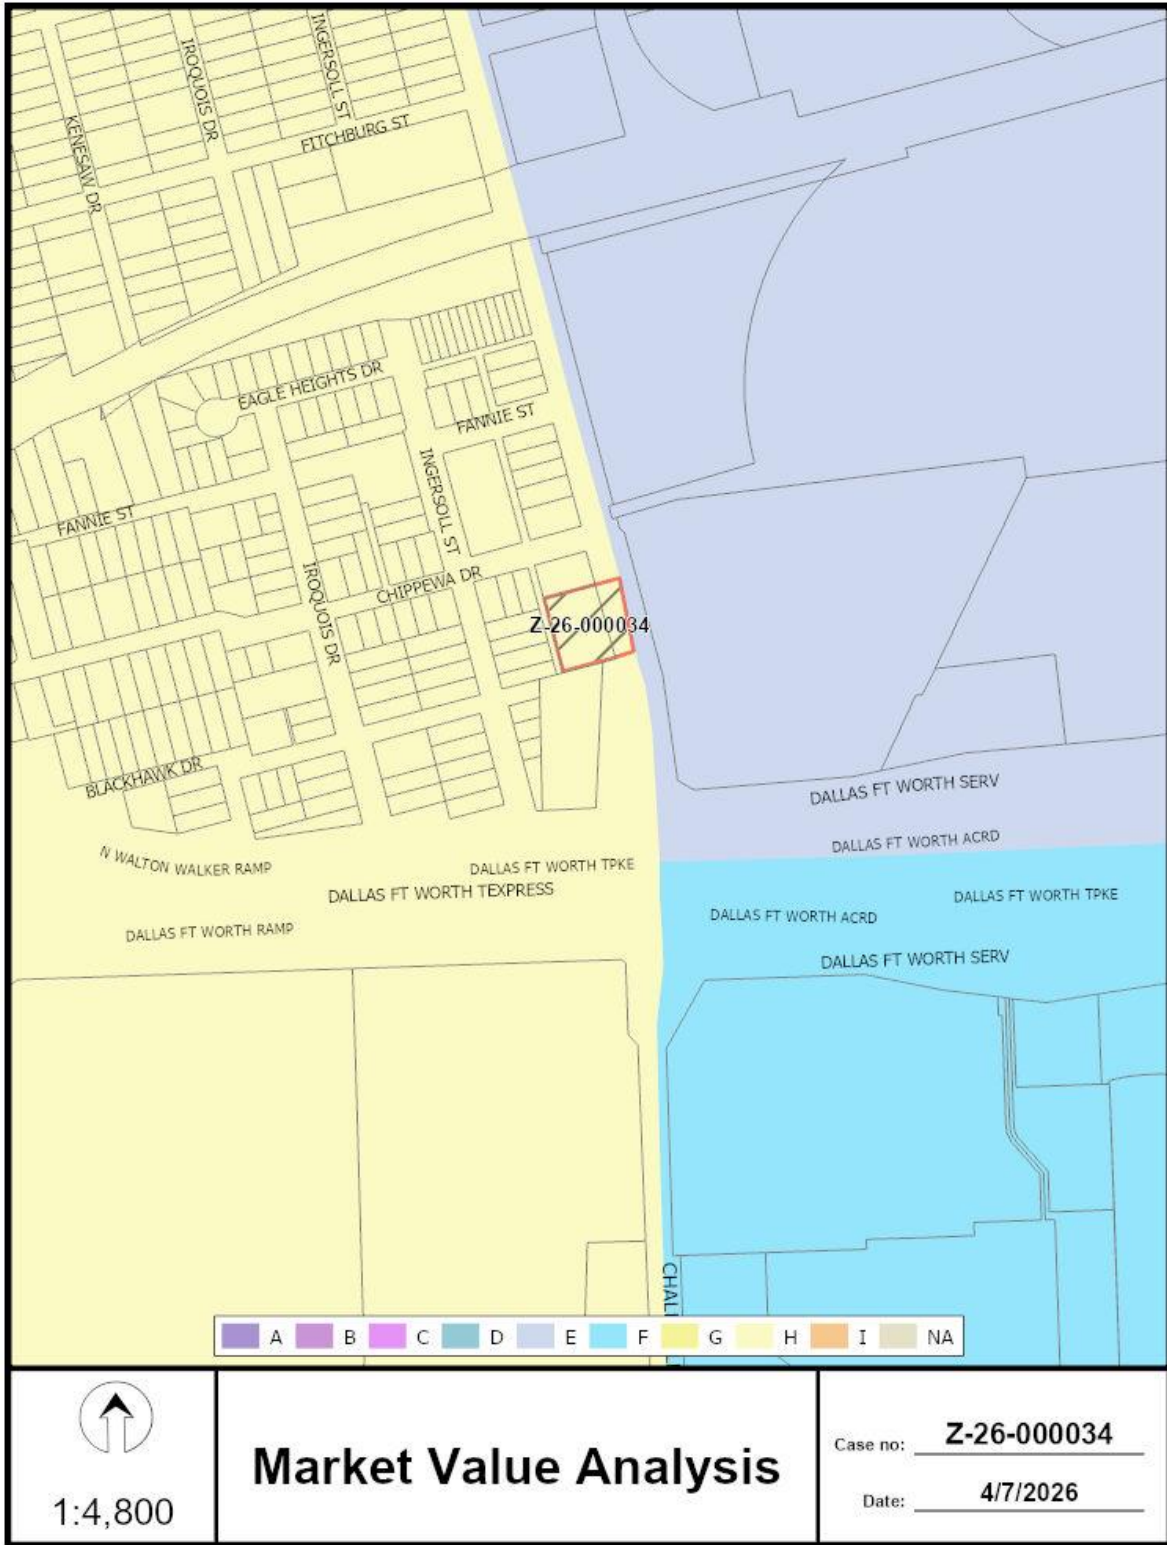 INGERSOLL ST
IROQUOIS DR
FITCHBURG ST
KENESAW DR
EAGLE HEIGHTS DR
FANNIE ST
INGERSOLL ST
FANNIE ST
CHIPPEWA DR
IROQUOIS DR
Z-26-000034
BLACKHAWK DR
DALLAS FT WORTH SERV
DALLAS FT WORTH ACRD
N WALTON WALKER RAMP
DALLAS FT WORTH TPKE
DALLAS FT WORTH TEXPRESS
DALLAS FT WORTH TPKE
DALLAS FT WORTH ACRD
DALLAS FT WORTH RAMP
DALLAS FT WORTH SERV
A B C D E F G H I NA
1:4,800
Market Value Analysis
Case no: Z-26-000034
Date: 4/7/2026